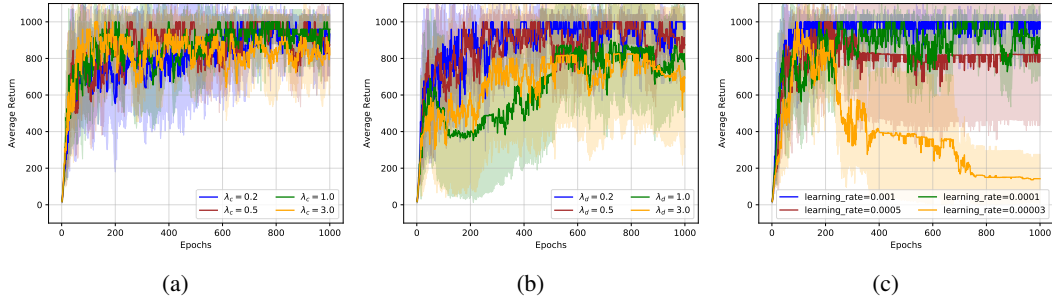 Average Return
1000
800
600
400
200
0
λc = 0.2 λc = 1.0
λc = 0.5 λc = 3.0
0 200 400 600 800 1000
Epochs
(a)
Average Return
1000
800
600
400
200
0
λd = 0.2 λd = 1.0
λd = 0.5 λd = 3.0
0 200 400 600 800 1000
Epochs
(b)
Average Return
1000
800
600
400
200
0
learning_rate=0.001 learning_rate=0.0001
learning_rate=0.0005 learning_rate=0.00003
0 200 400 600 800 1000
Epochs
(c)